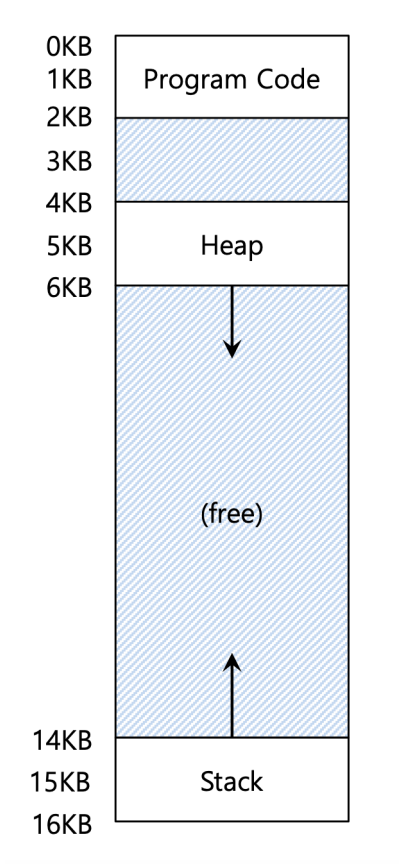 0KB
1KB
Program Code
2KB
3KB
4KB
5KB
Heap
6KB
(free)
14KB
15KB
Stack
16KB